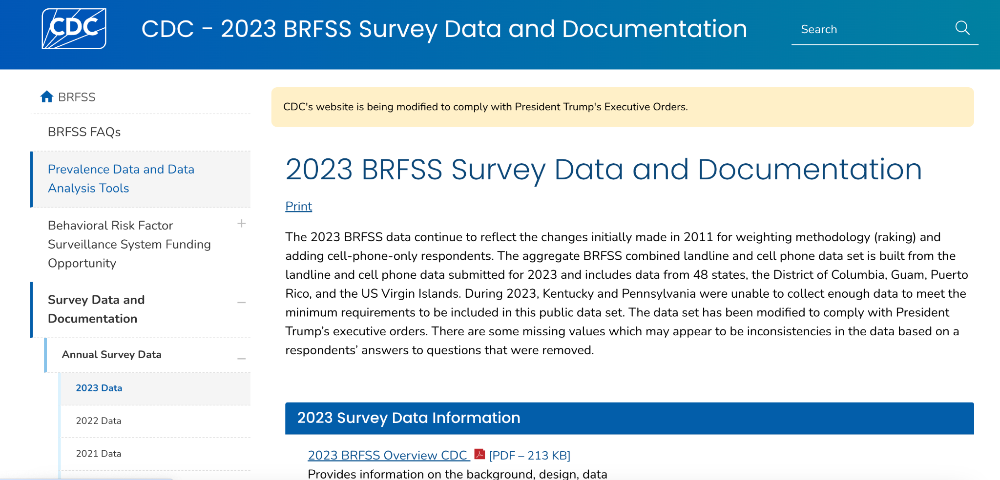 CDC
CDC - 2023 BRFSS Survey Data and Documentation
Search
BRFSS
BRFSS FAQs
Prevalence Data and Data
Analysis Tools
Behavioral Risk Factor
Surveillance System Funding
Opportunity
Survey Data and
Documentation
Annual Survey Data
2023 Data
2022 Data
2021 Data
CDC's website is being modified to comply with President Trump's Executive Orders.
2023 BRFSS Survey Data and Documentation
Print
The 2023 BRFSS data continue to reflect the changes initially made in 2011 for weighting methodology (raking) and
adding cell-phone-only respondents. The aggregate BRFSS combined landline and cell phone data set is built from the
landline and cell phone data submitted for 2023 and includes data from 48 states, the District of Columbia, Guam, Puerto
Rico, and the US Virgin Islands. During 2023, Kentucky and Pennsylvania were unable to collect enough data to meet the
minimum requirements to be included in this public data set. The data set has been modified to comply with President
Trump’s executive orders. There are some missing values which may appear to be inconsistencies in the data based on a
respondents’ answers to questions that were removed.
2023 Survey Data Information
2023 BRFSS Overview CDC [PDF – 213 KB]
Provides information on the background, design, data